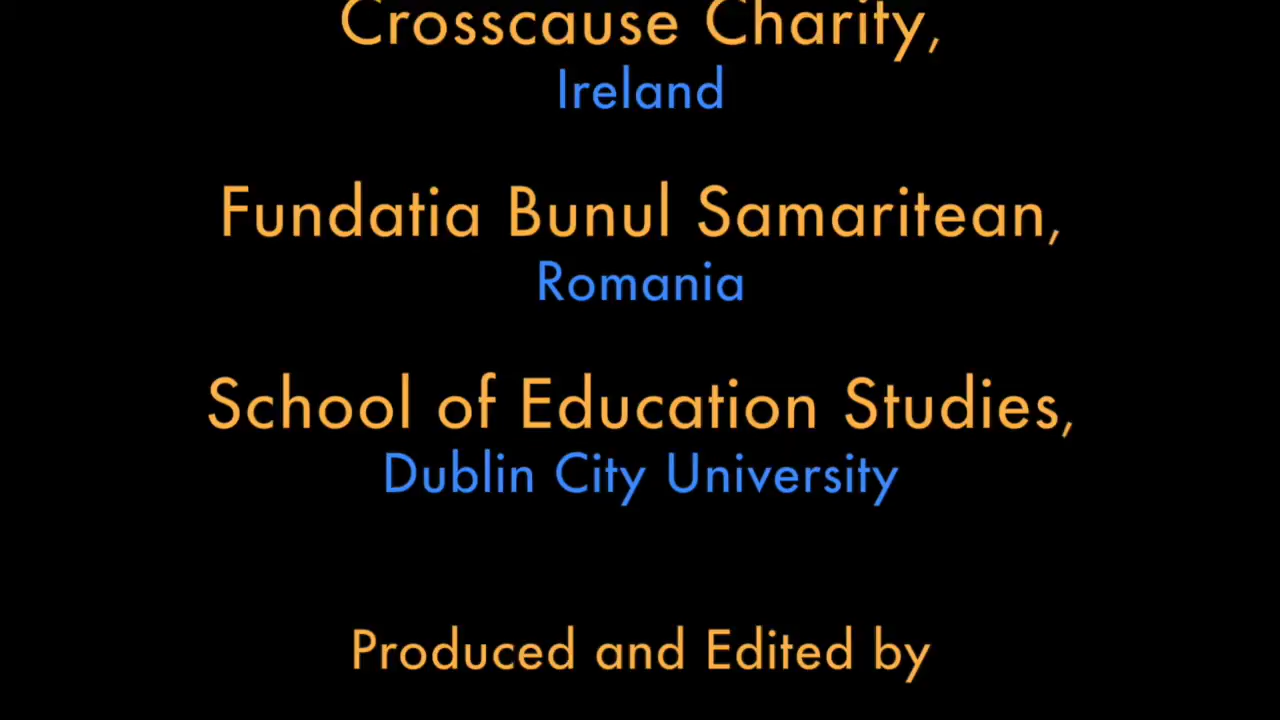 Crosscause Charity,
Ireland
Fundatia Bunul Samaritean,
Romania
School of Education Studies,
Dublin City University
Produced and Edited by